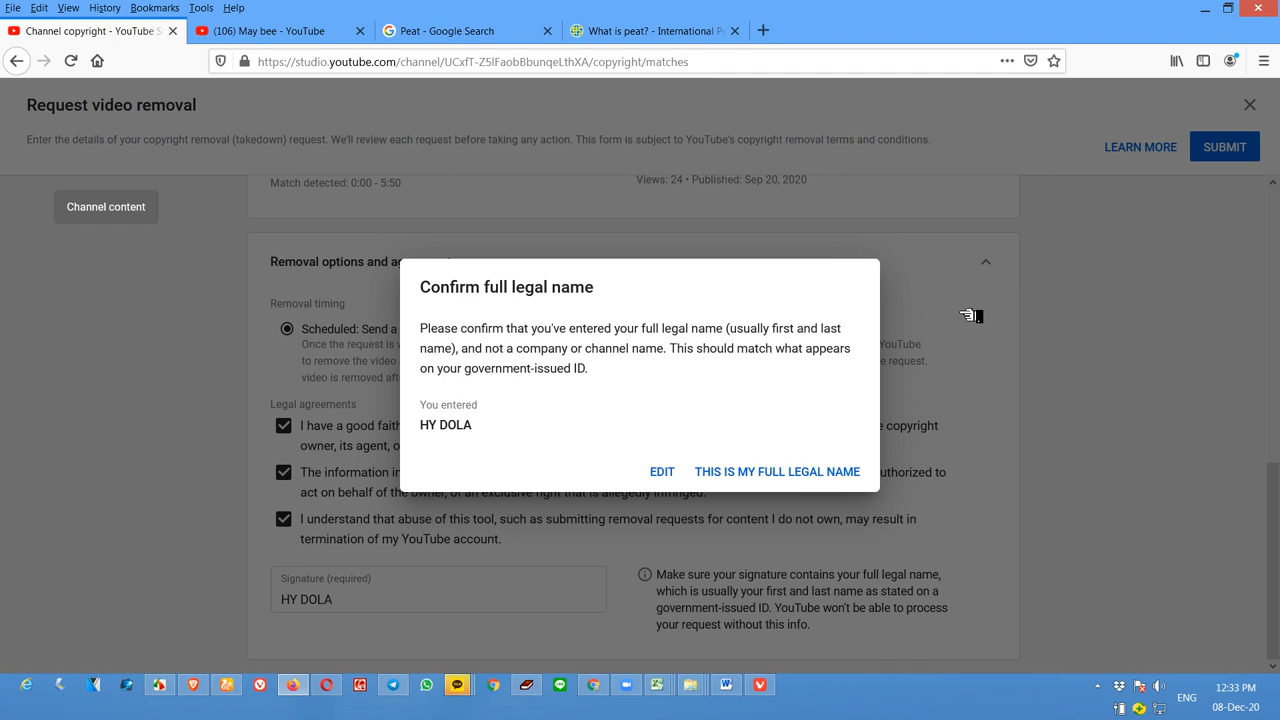 File Edit View History Bookmarks Tools Help
Channel copyright - YouTube S
(106) May bee - YouTube
Peat - Google Search
What is peat? - International Pe
https://studio.youtube.com/channel/UCxfT-Z5lFaobBbunqeLthXA/copyright/matches
Request video removal
Enter the details of your copyright removal (takedown) request. We'll review each request before taking any action. This form is subject to YouTube's copyright removal terms and conditions.
LEARN MORE
SUBMIT
Match detected: 0:00 - 5:50
Views: 24 • Published: Sep 20, 2020
Channel content
Removal options and ag
Removal timing
Scheduled: Send a
Once the request is v
YouTube
to remove the video
request.
video is removed afte
Legal agreements
I have a good faith
e copyright
owner, its agent, o
The information in
uthorized to
act on behalf of the owner, of an exclusive right that is allegedly infringed.
I understand that abuse of this tool, such as submitting removal requests for content I do not own, may result in
termination of my YouTube account.
Signature (required)
HY DOLA
Make sure your signature contains your full legal name,
which is usually your first and last name as stated on a
government-issued ID. YouTube won't be able to process
your request without this info.
Confirm full legal name
Please confirm that you've entered your full legal name (usually first and last
name), and not a company or channel name. This should match what appears
on your government-issued ID.
You entered
HY DOLA
EDIT
THIS IS MY FULL LEGAL NAME
ENG
12:33 PM
08-Dec-20